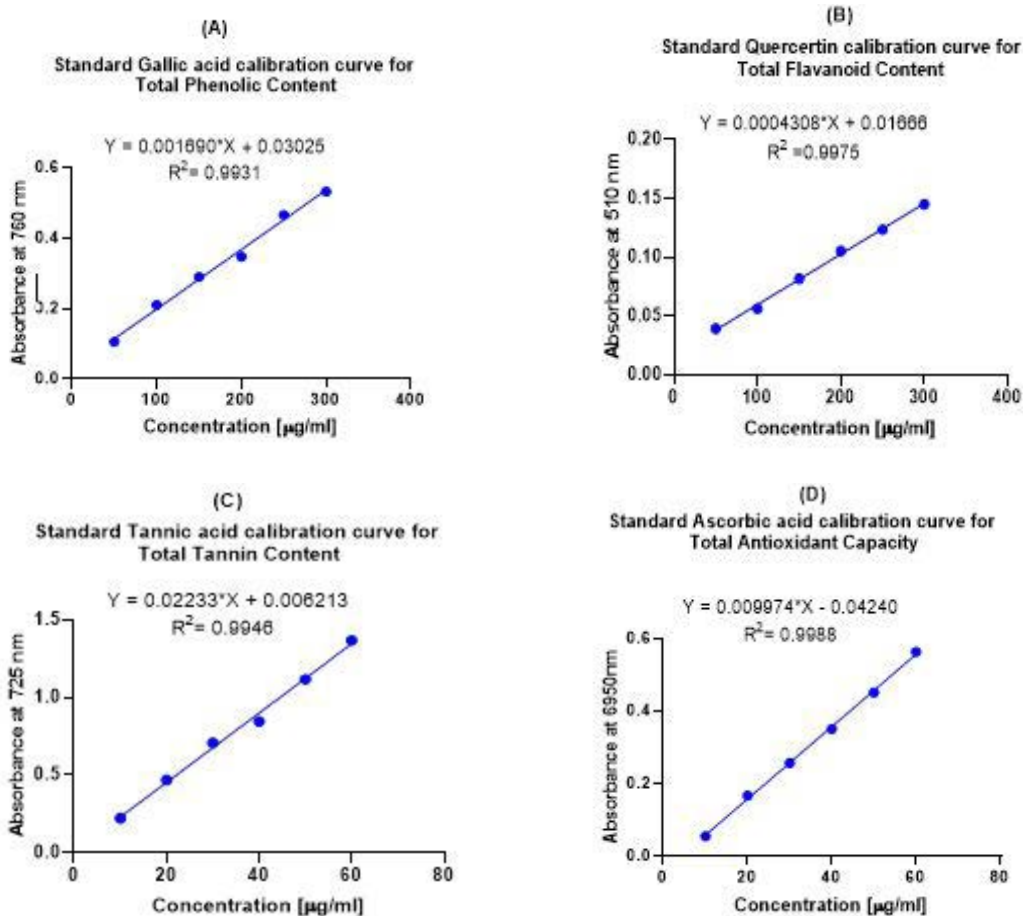 (A)
Standard Gallic acid calibration curve for
Total Phenolic Content
Y = 0.001690*X + 0.03025
R2= 0.9931
Absorbance at 760 nm
0.6
0.4
0.2
0.0
0 100 200 300 400
Concentration [µg/ml]
(B)
Standard Quercertin calibration curve for
Total Flavanoid Content
Y = 0.0004308*X + 0.01666
R2 =0.9975
Absorbance at 510 nm
0.20
0.15
0.10
0.05
0.00
0 100 200 300 400
Concentration [µg/ml]
(C)
Standard Tannic acid calibration curve for
Total Tannin Content
Y = 0.02233*X + 0.006213
R2= 0.9946
Absorbance at 725 nm
1.5
1.0
0.5
0.0
0 20 40 60 80
Concentration [µg/ml]
(D)
Standard Ascorbic acid calibration curve for
Total Antioxidant Capacity
Y = 0.009974*X - 0.04240
R2= 0.9988
Absorbance at 6950nm
0.6
0.4
0.2
0.0
0 20 40 60 80
Concentration [µg/ml]